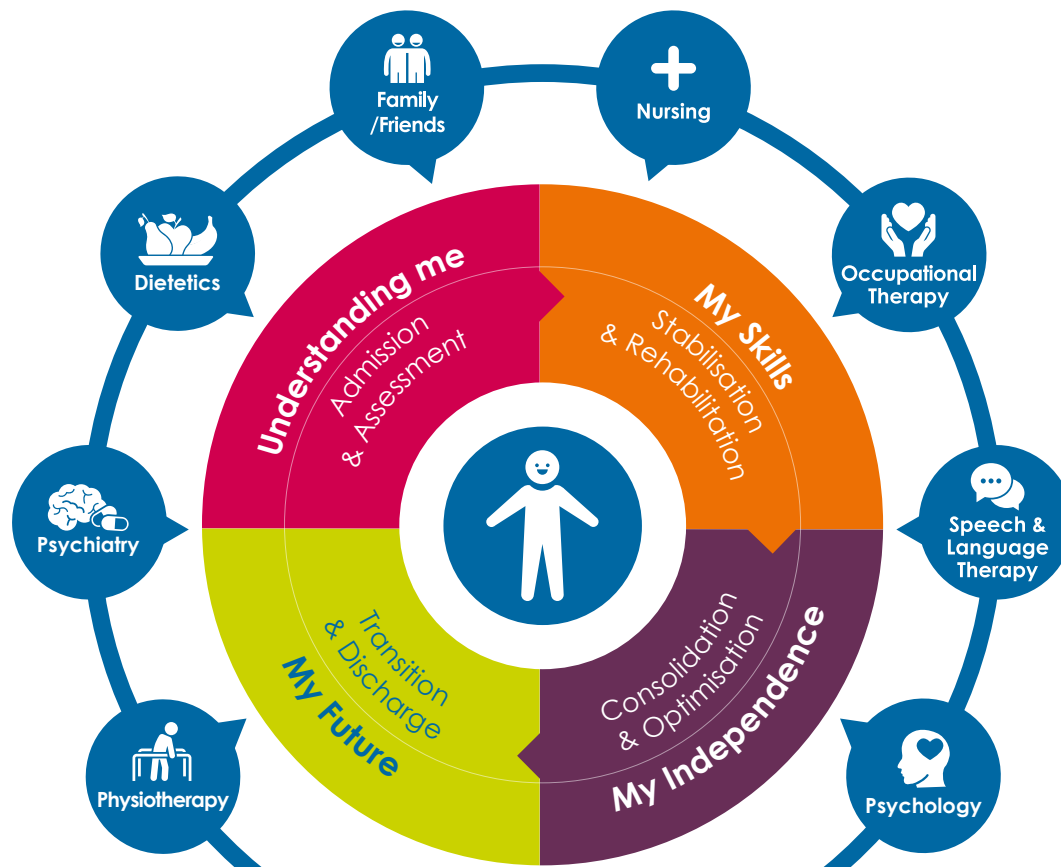 Family
/Friends
Nursing
Dietetics
Occupational
Therapy
Understanding me
Admission
& Assessment
My Skills
Stabilisation
& Rehabilitation
Psychiatry
Speech &
Language
Therapy
My Future
Transition
& Discharge
My Independence
Consolidation
& Optimisation
Physiotherapy
Psychology